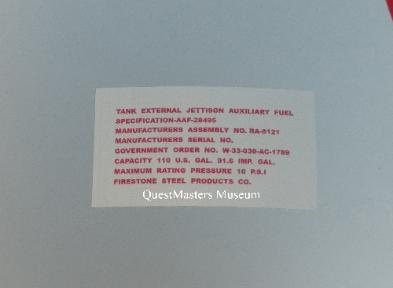 TANK EXTERNAL JETTISON AUXILIARY FUEL
SPECIFICATION-AAF-28495
MANUFACTURERS ASSEMBLY NO. RA-5121
MANUFACTURERS SERIAL NO.
GOVERNMENT ORDER NO. W-33-038-AC-1789
CAPACITY 110 U.S. GAL. 91.6 IMP. GAL.
MAXIMUM RATING PRESSURE 16 P.S.I
FIRESTONE STEEL PRODUCTS CO.
QuestMasters Museum